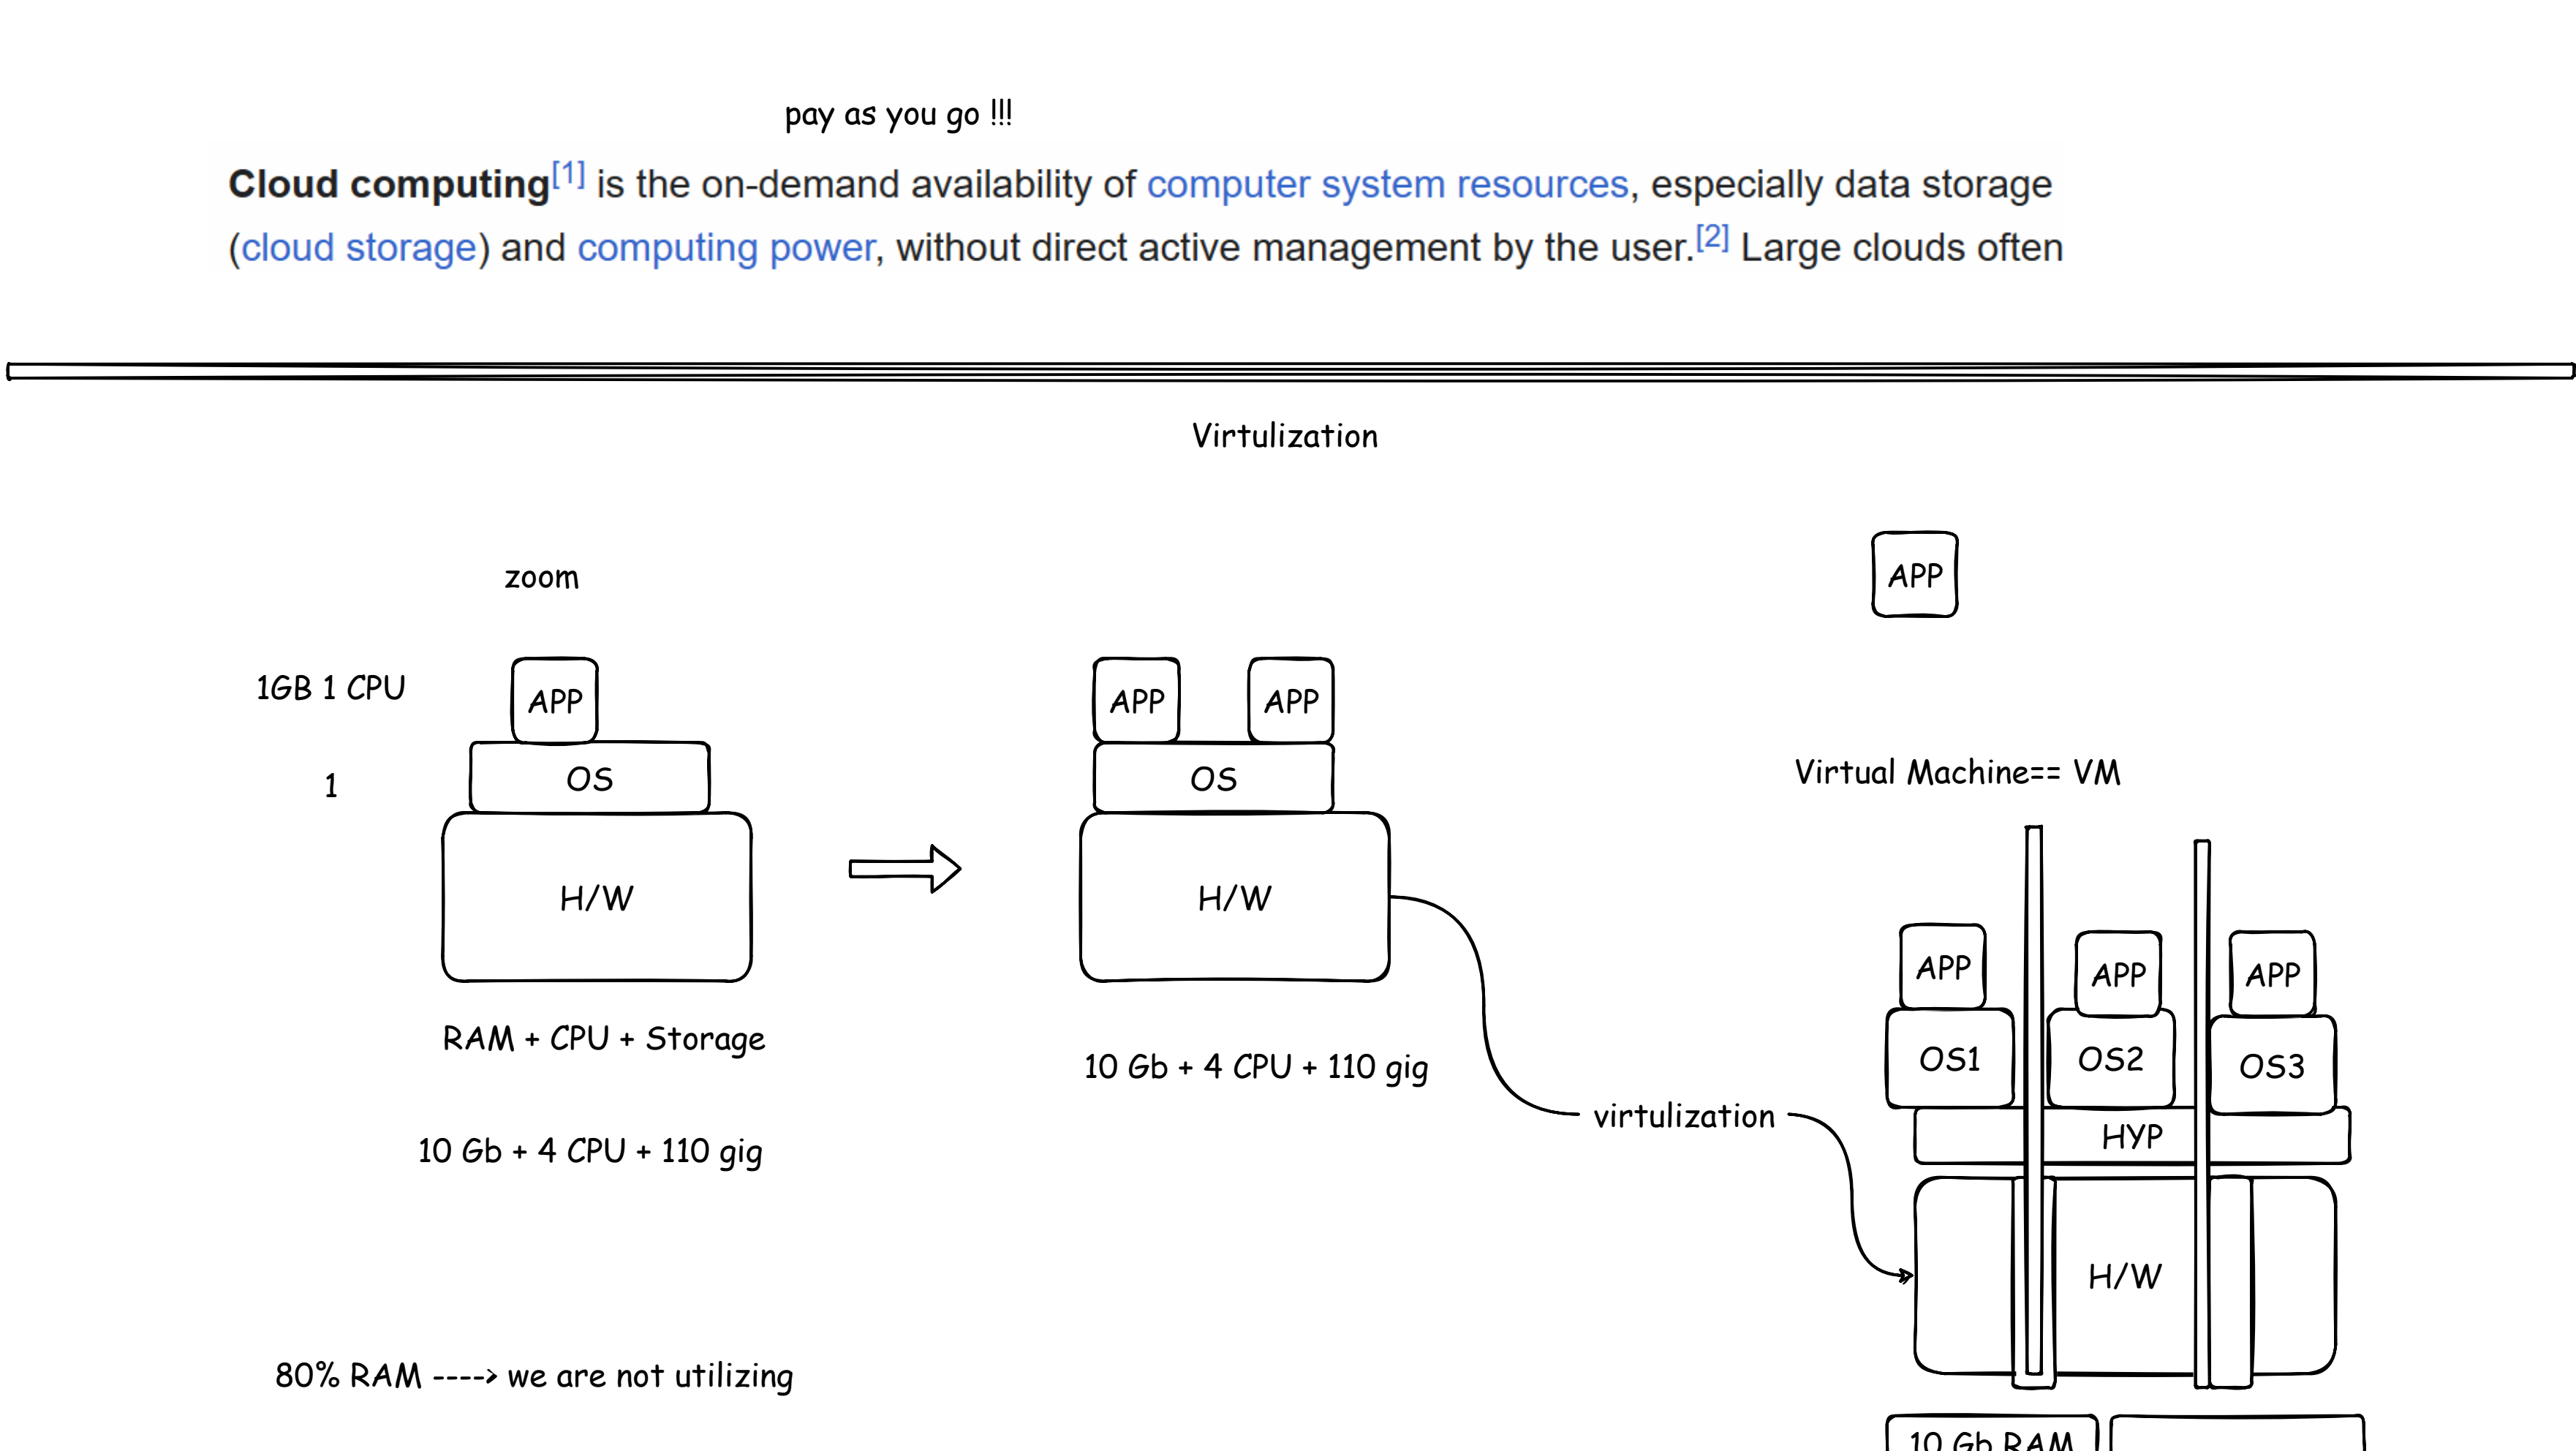 pay as you go !!!
Cloud computing[1] is the on-demand availability of computer system resources, especially data storage
(cloud storage) and computing power, without direct active management by the user.[2] Large clouds often
Virtulization
zoom
1GB 1 CPU
APP
1
OS
H/W
RAM + CPU + Storage
10 Gb + 4 CPU + 110 gig
80% RAM ----> we are not utilizing
APP
APP
OS
H/W
10 Gb + 4 CPU + 110 gig
virtulization
APP
Virtual Machine== VM
APP
APP
APP
OS1
OS2
OS3
HYP
H/W
10 Gb RAM